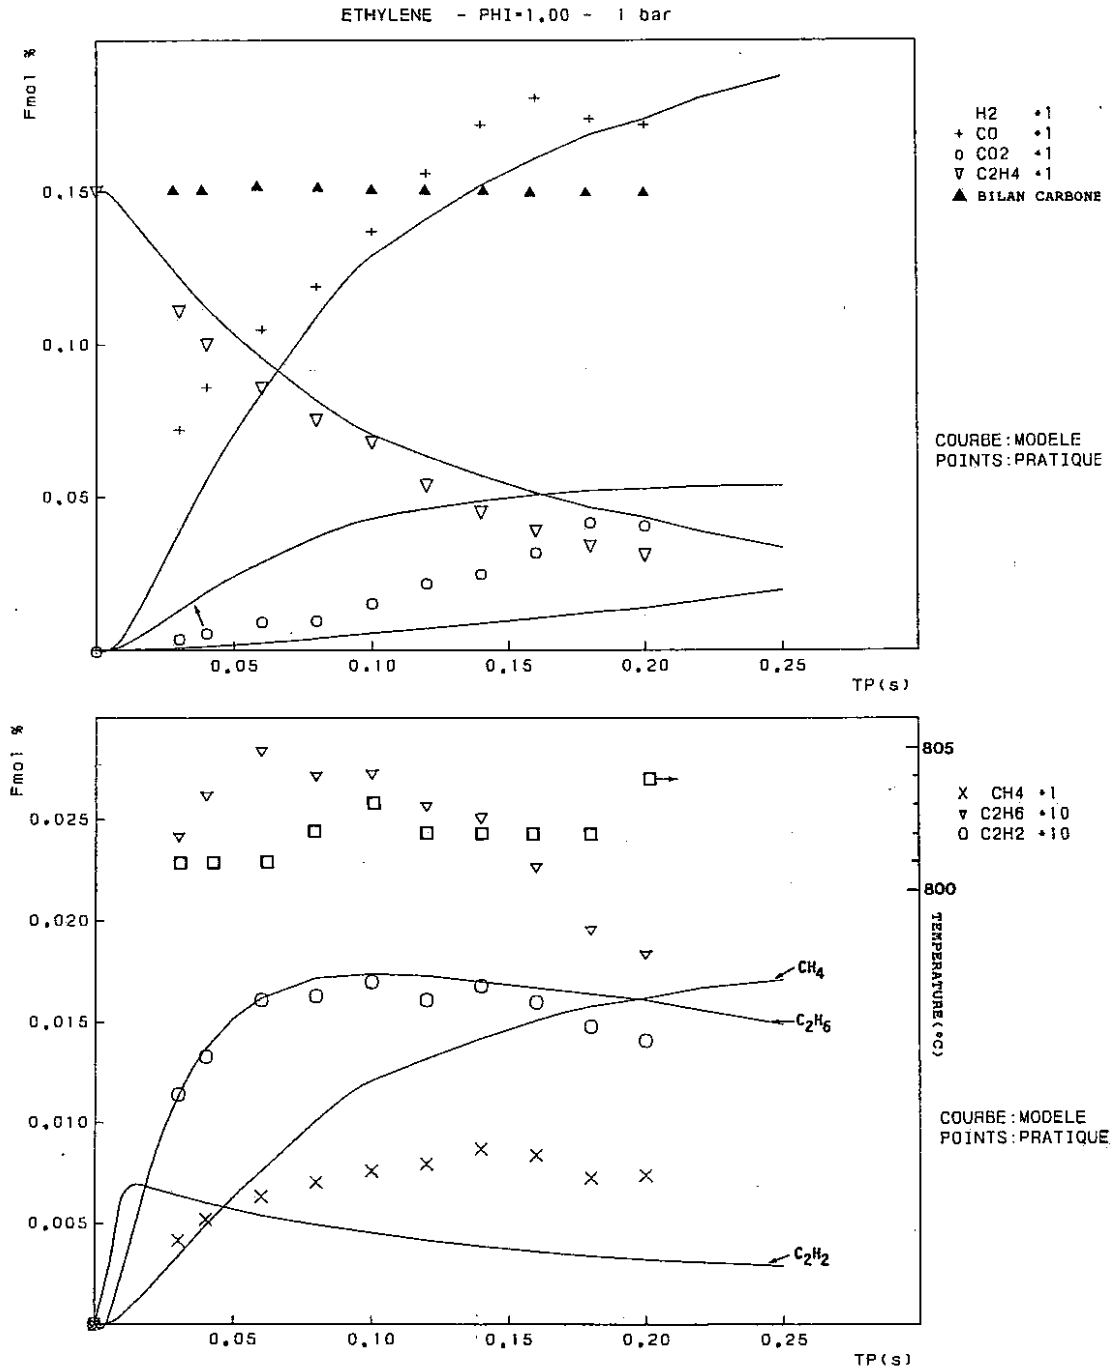 ETHYLENE - PHI=1.00 - 1 bar
Fmol %
0.15
0.10
0.05
0.05
0.10
0.15
0.20
0.25
TP(s)
H2 *1
+ CO *1
o CO2 *1
▽ C2H4 *1
▲ BILAN CARBONE
COURBE:MODELE
POINTS:PRATIQUE
Fmol %
0.025
0.020
0.015
0.010
0.005
0.05
0.10
0.15
0.20
0.25
TP(s)
805
800
TEMPERATURE(°C)
CH4
C2H6
C2H2
X CH4 *1
▽ C2H6 *10
O C2H2 *10
COURBE:MODELE
POINTS:PRATIQUE